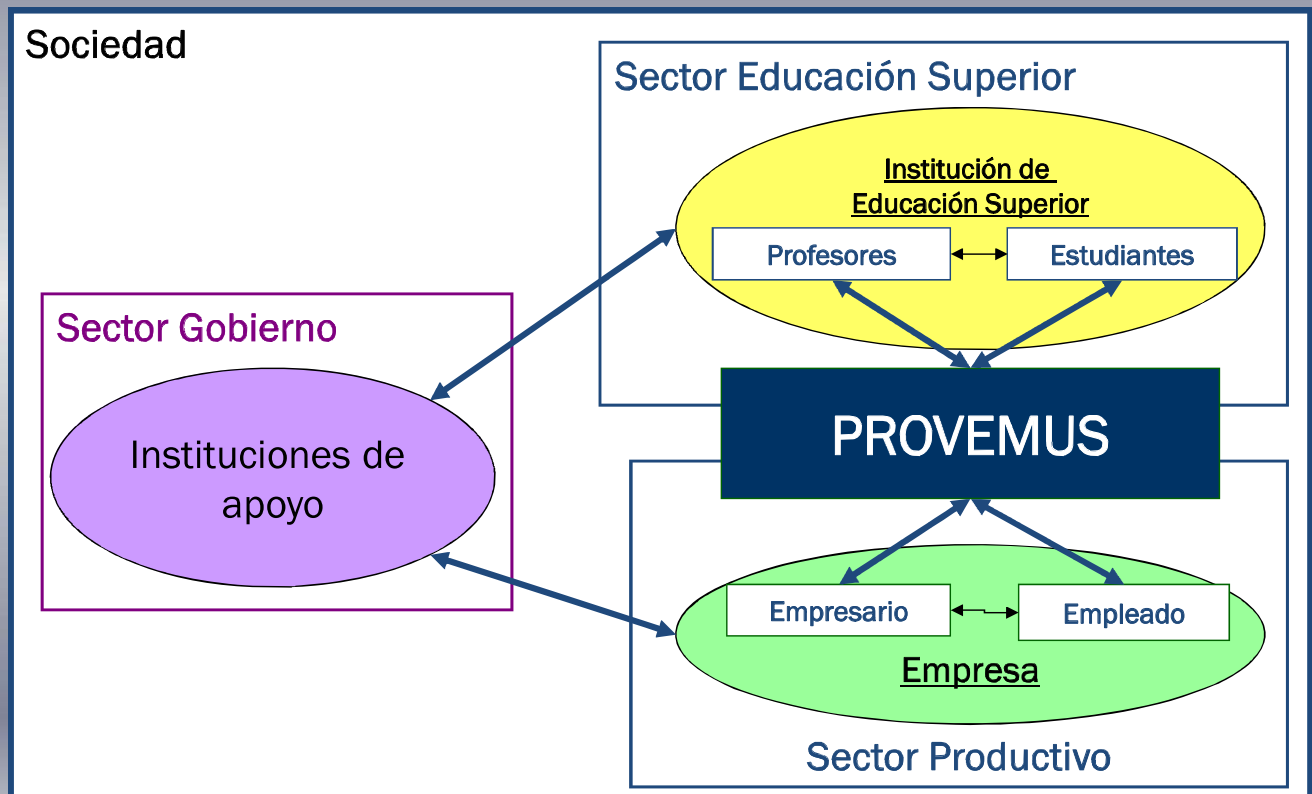 Sociedad
Sector Educación Superior
Institución de
Educación Superior
Profesores
Estudiantes
Sector Gobierno
Instituciones de
apoyo
PROVEMUS
Empresario
Empleado
Empresa
Sector Productivo